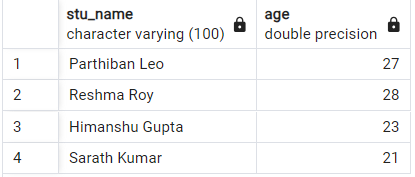 stu_name age
character varying (100) double precision
1 Parthiban Leo 27
2 Reshma Roy 28
3 Himanshu Gupta 23
4 Sarath Kumar 21